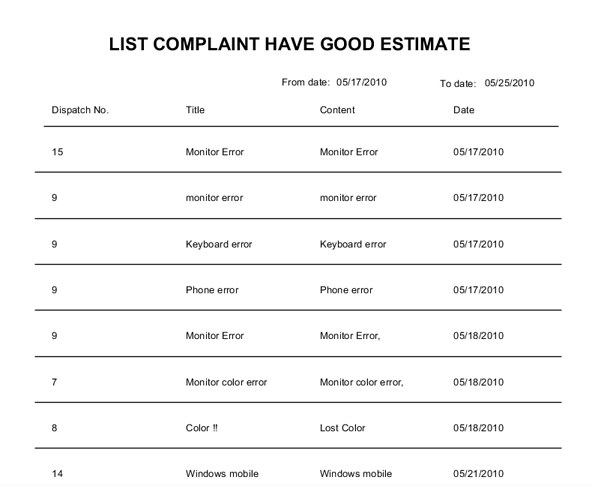 LIST COMPLAINT HAVE GOOD ESTIMATE
From date: 05/17/2010 To date: 05/25/2010
Dispatch No. Title Content Date
15 Monitor Error Monitor Error 05/17/2010
9 monitor error monitor error 05/17/2010
9 Keyboard error Keyboard error 05/17/2010
9 Phone error Phone error 05/17/2010
9 Monitor Error Monitor Error, 05/18/2010
7 Monitor color error Monitor color error, 05/18/2010
8 Color !! Lost Color 05/18/2010
14 Windows mobile Windows mobile 05/21/2010